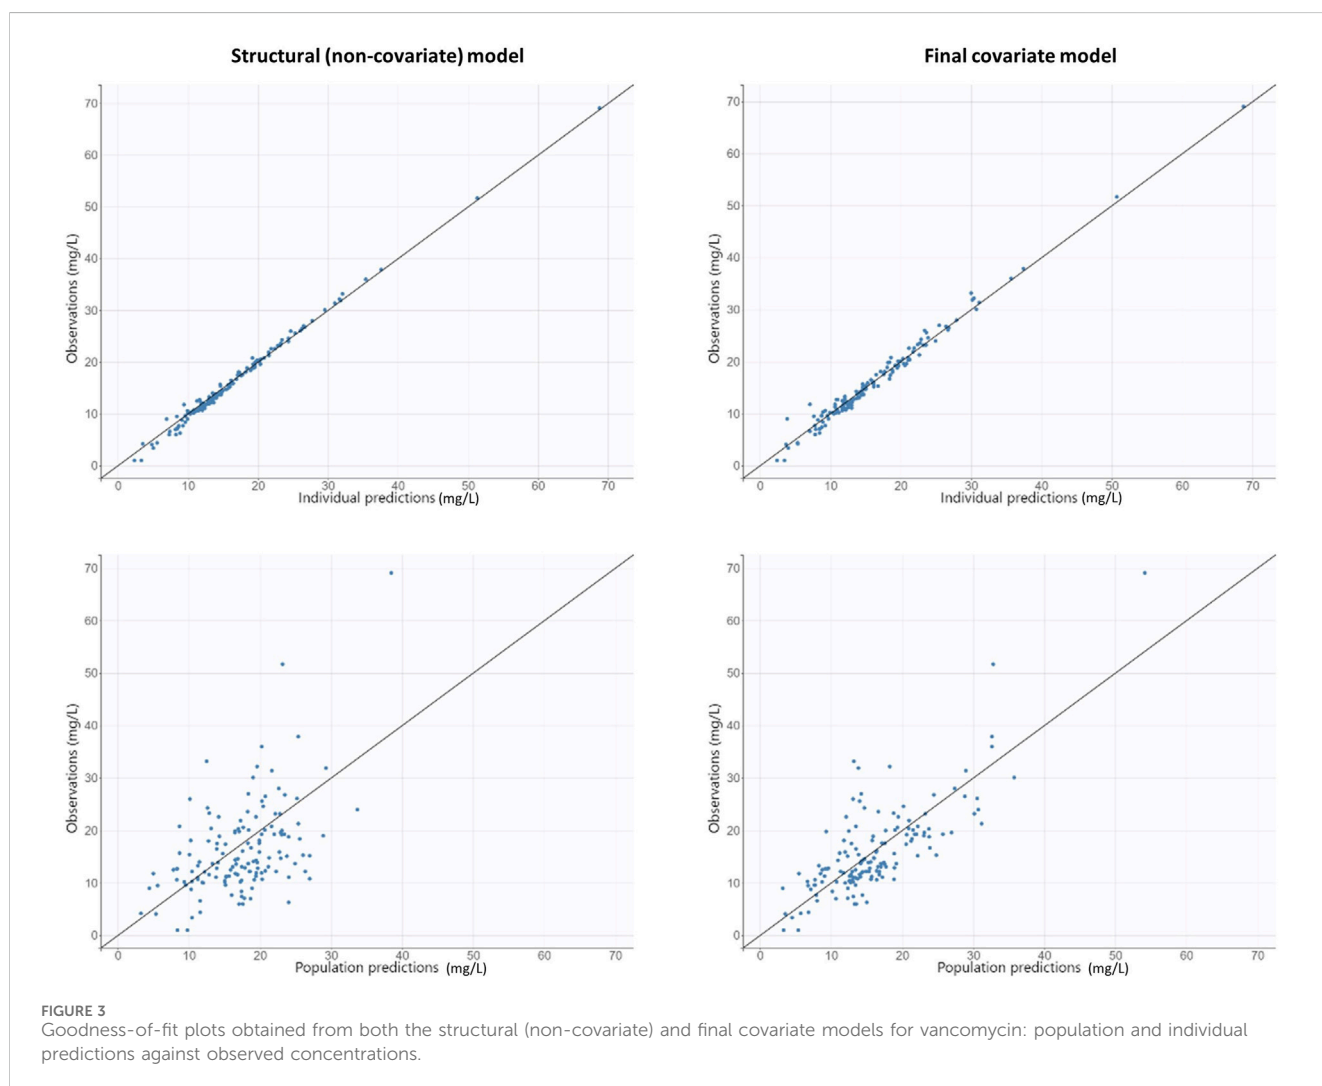 Structural (non-covariate) model
Final covariate model
70
60
50
40
30
20
10
0
Observations (mg/L)
0 10 20 30 40 50 60 70
Individual predictions (mg/L)
70
60
50
40
30
20
10
0
Observations (mg/L)
0 10 20 30 40 50 60 70
Individual predictions (mg/L)
70
60
50
40
30
20
10
0
Observations (mg/L)
0 10 20 30 40 50 60 70
Population predictions (mg/L)
70
60
50
40
30
20
10
0
Observations (mg/L)
0 10 20 30 40 50 60 70
Population predictions (mg/L)
FIGURE 3
Goodness-of-fit plots obtained from both the structural (non-covariate) and final covariate models for vancomycin: population and individual
predictions against observed concentrations.